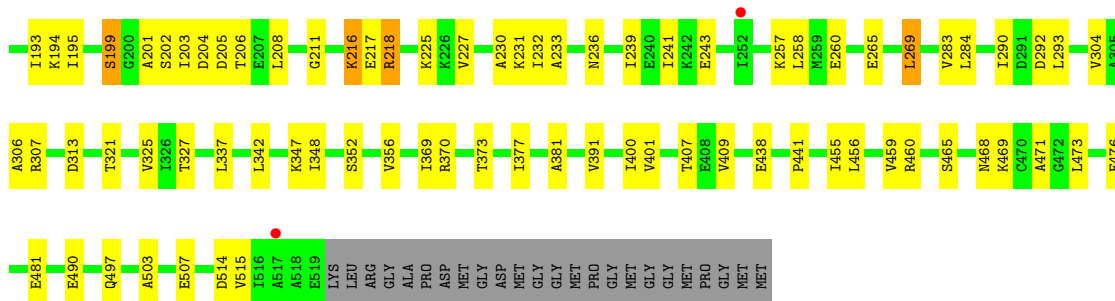 I193 K194 I195 S199 G200 A201 S202 I203 D204 D205 T206 E207 L208 G211 K216 E217 R218 K225 K226 V227 A230 K231 I232 A233 N236 I239 E240 I241 K242 E243 I252 K257 L258 M259 E260 E265 L269 V283 L284 I290 D291 D292 L293 V304 A305
A306 R307 D313 T321 V325 I326 T327 L337 L342 K347 I348 S352 V356 I369 R370 T373 I377 A381 V391 I400 V401 T407 E408 V409 E438 P441 I455 L456 V459 R460 S465 N468 K469 C470 A471 G472 L473
E481 E490 Q497 A503 E507 D514 V515 I516 A517 A518 E519 LYS LEU ARG GLY ALA PRO ASP MET GLY ASP MET GLY GLY MET PRO GLY MET GLY GLY MET PRO GLY MET MET